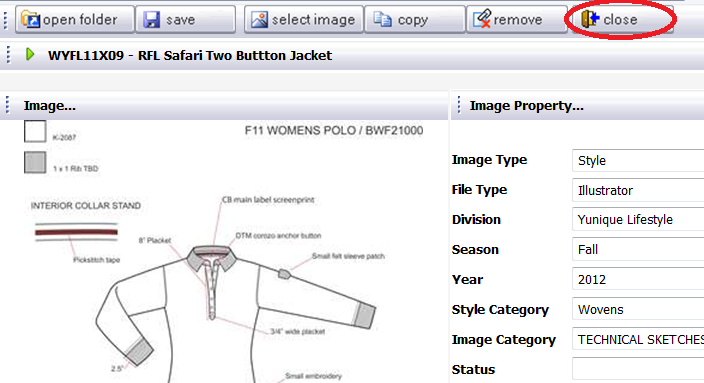 open folder save select image copy remove close
WYFL11X09 - RFL Safari Two Buttton Jacket
Image...
F11 WOMENS POLO / BWF21000
K-2087
1 x 1 Rib TBD
INTERIOR COLLAR STAND
CB main label screenprint
8" Placket
DTM corozo anchor button
Pickstitch tape
Small felt sleeve patch
3/4" wide placket
2.5"
Small embroidery
Image Property...
Image Type Style
File Type Illustrator
Division Yunique Lifestyle
Season Fall
Year 2012
Style Category Wovens
Image Category TECHNICAL SKETCHES
Status